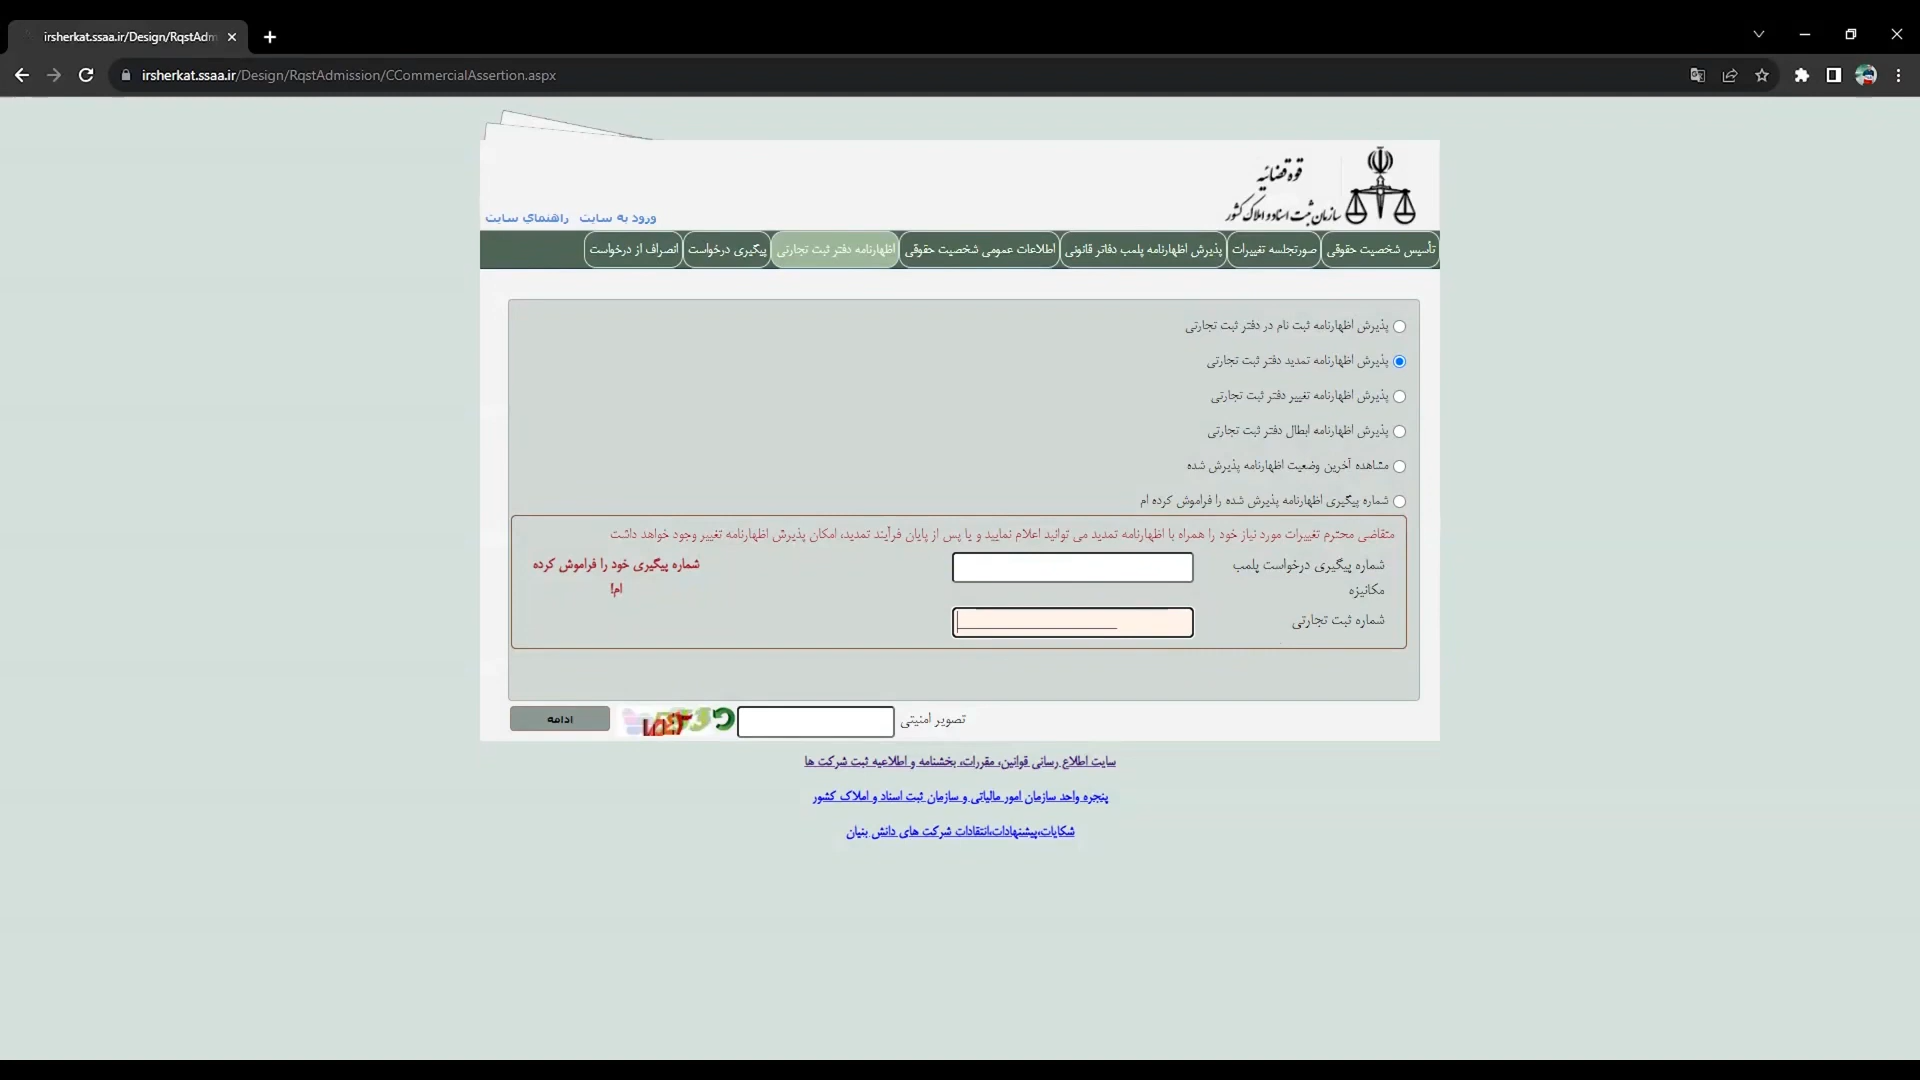 irsherkat.ssaa.ir/Design/RqstAdm
irsherkat.ssaa.ir/Design/RqstAdmission/CCommercialAssertion.aspx
قوه قضائیه
سازمان ثبت اسناد و املاک کشور
ورود به سایت راهنمای سایت
تأسیس شخصیت حقوقی صورتجلسه تغییرات پذیرش اظهارنامه پلمب دفاتر قانونی اطلاعات عمومی شخصیت حقوقی اظهارنامه دفتر ثبت تجارتی پیگیری درخواست انصراف از درخواست
پذیرش اظهارنامه ثبت نام در دفتر ثبت تجارتی
پذیرش اظهارنامه تمدید دفتر ثبت تجارتی
پذیرش اظهارنامه تغییر دفتر ثبت تجارتی
پذیرش اظهارنامه ابطال دفتر ثبت تجارتی
مشاهده آخرین وضعیت اظهارنامه پذیرش شده
شماره پیگیری اظهارنامه پذیرش شده را فراموش کرده ام
متقاضی محترم تغییرات مورد نیاز خود را همراه با اظهارنامه تمدید می توانید اعلام نمایید و یا پس از پایان فرآیند تمدید، امکان پذیرش اظهارنامه تغییر وجود خواهد داشت
شماره پیگیری درخواست پلمب
مکانیزه
شماره پیگیری خود را فراموش کرده
ام!
شماره ثبت تجارتی
تصویر امنیتی
ادامه
سایت اطلاع رسانی قوانین، مقررات، بخشنامه و اطلاعیه ثبت شرکت ها
پنجره واحد سازمان امور مالیاتی و سازمان ثبت اسناد و املاک کشور
شکایات،پیشنهادات،انتقادات شرکت های دانش بنیان